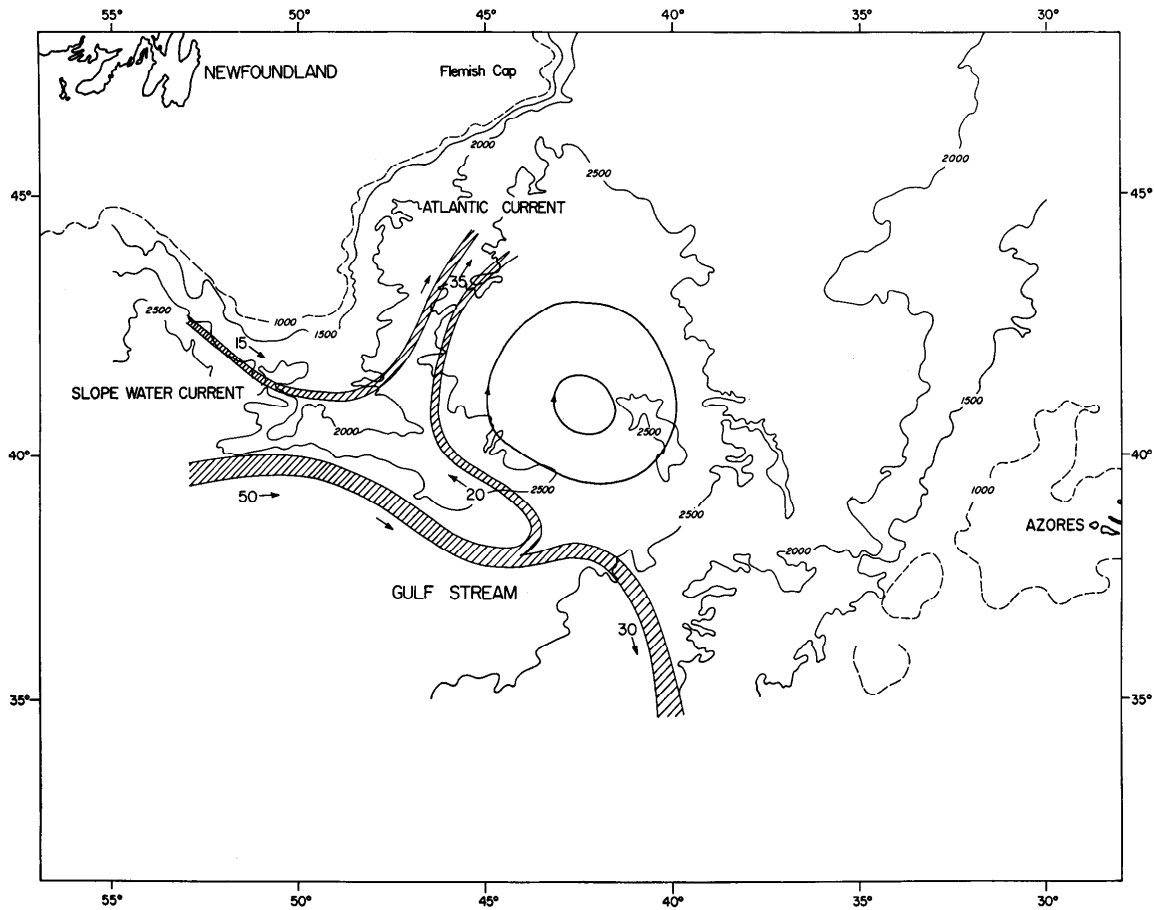 55° 50° 45° 40° 35° 30°
NEWFOUNDLAND
Flemish Cap
2000
2000
2500
45° 45°
ATLANTIC CURRENT
35
2500
1000
1500
15
SLOPE WATER CURRENT
1500
2000
2500
40° 40°
50
20
2500
1000
2500
AZORES
2000
GULF STREAM
30
35° 35°
55° 50° 45° 40° 35° 30°